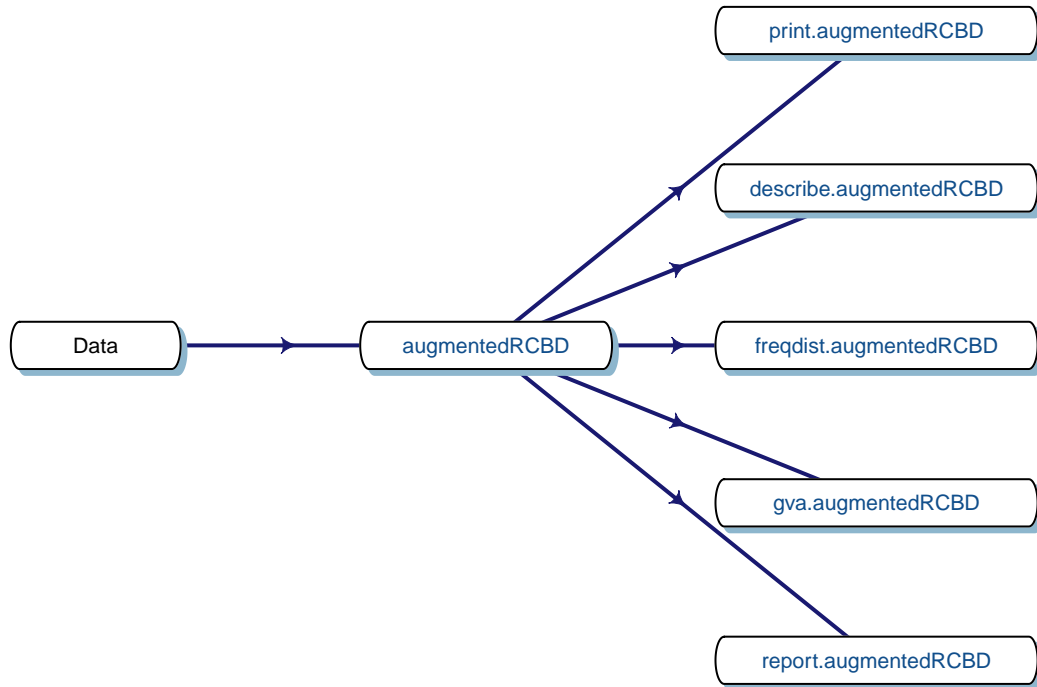 print.augmentedRCBD
describe.augmentedRCBD
Data
augmentedRCBD
freqdist.augmentedRCBD
gva.augmentedRCBD
report.augmentedRCBD